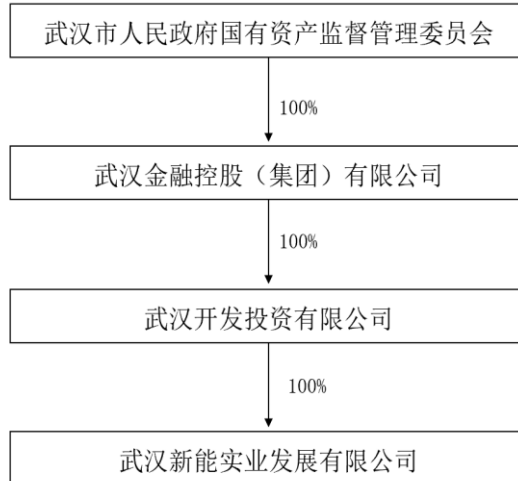 武汉市人民政府国有资产监督管理委员会
100%
武汉金融控股（集团）有限公司
100%
武汉开发投资有限公司
100%
武汉新能实业发展有限公司